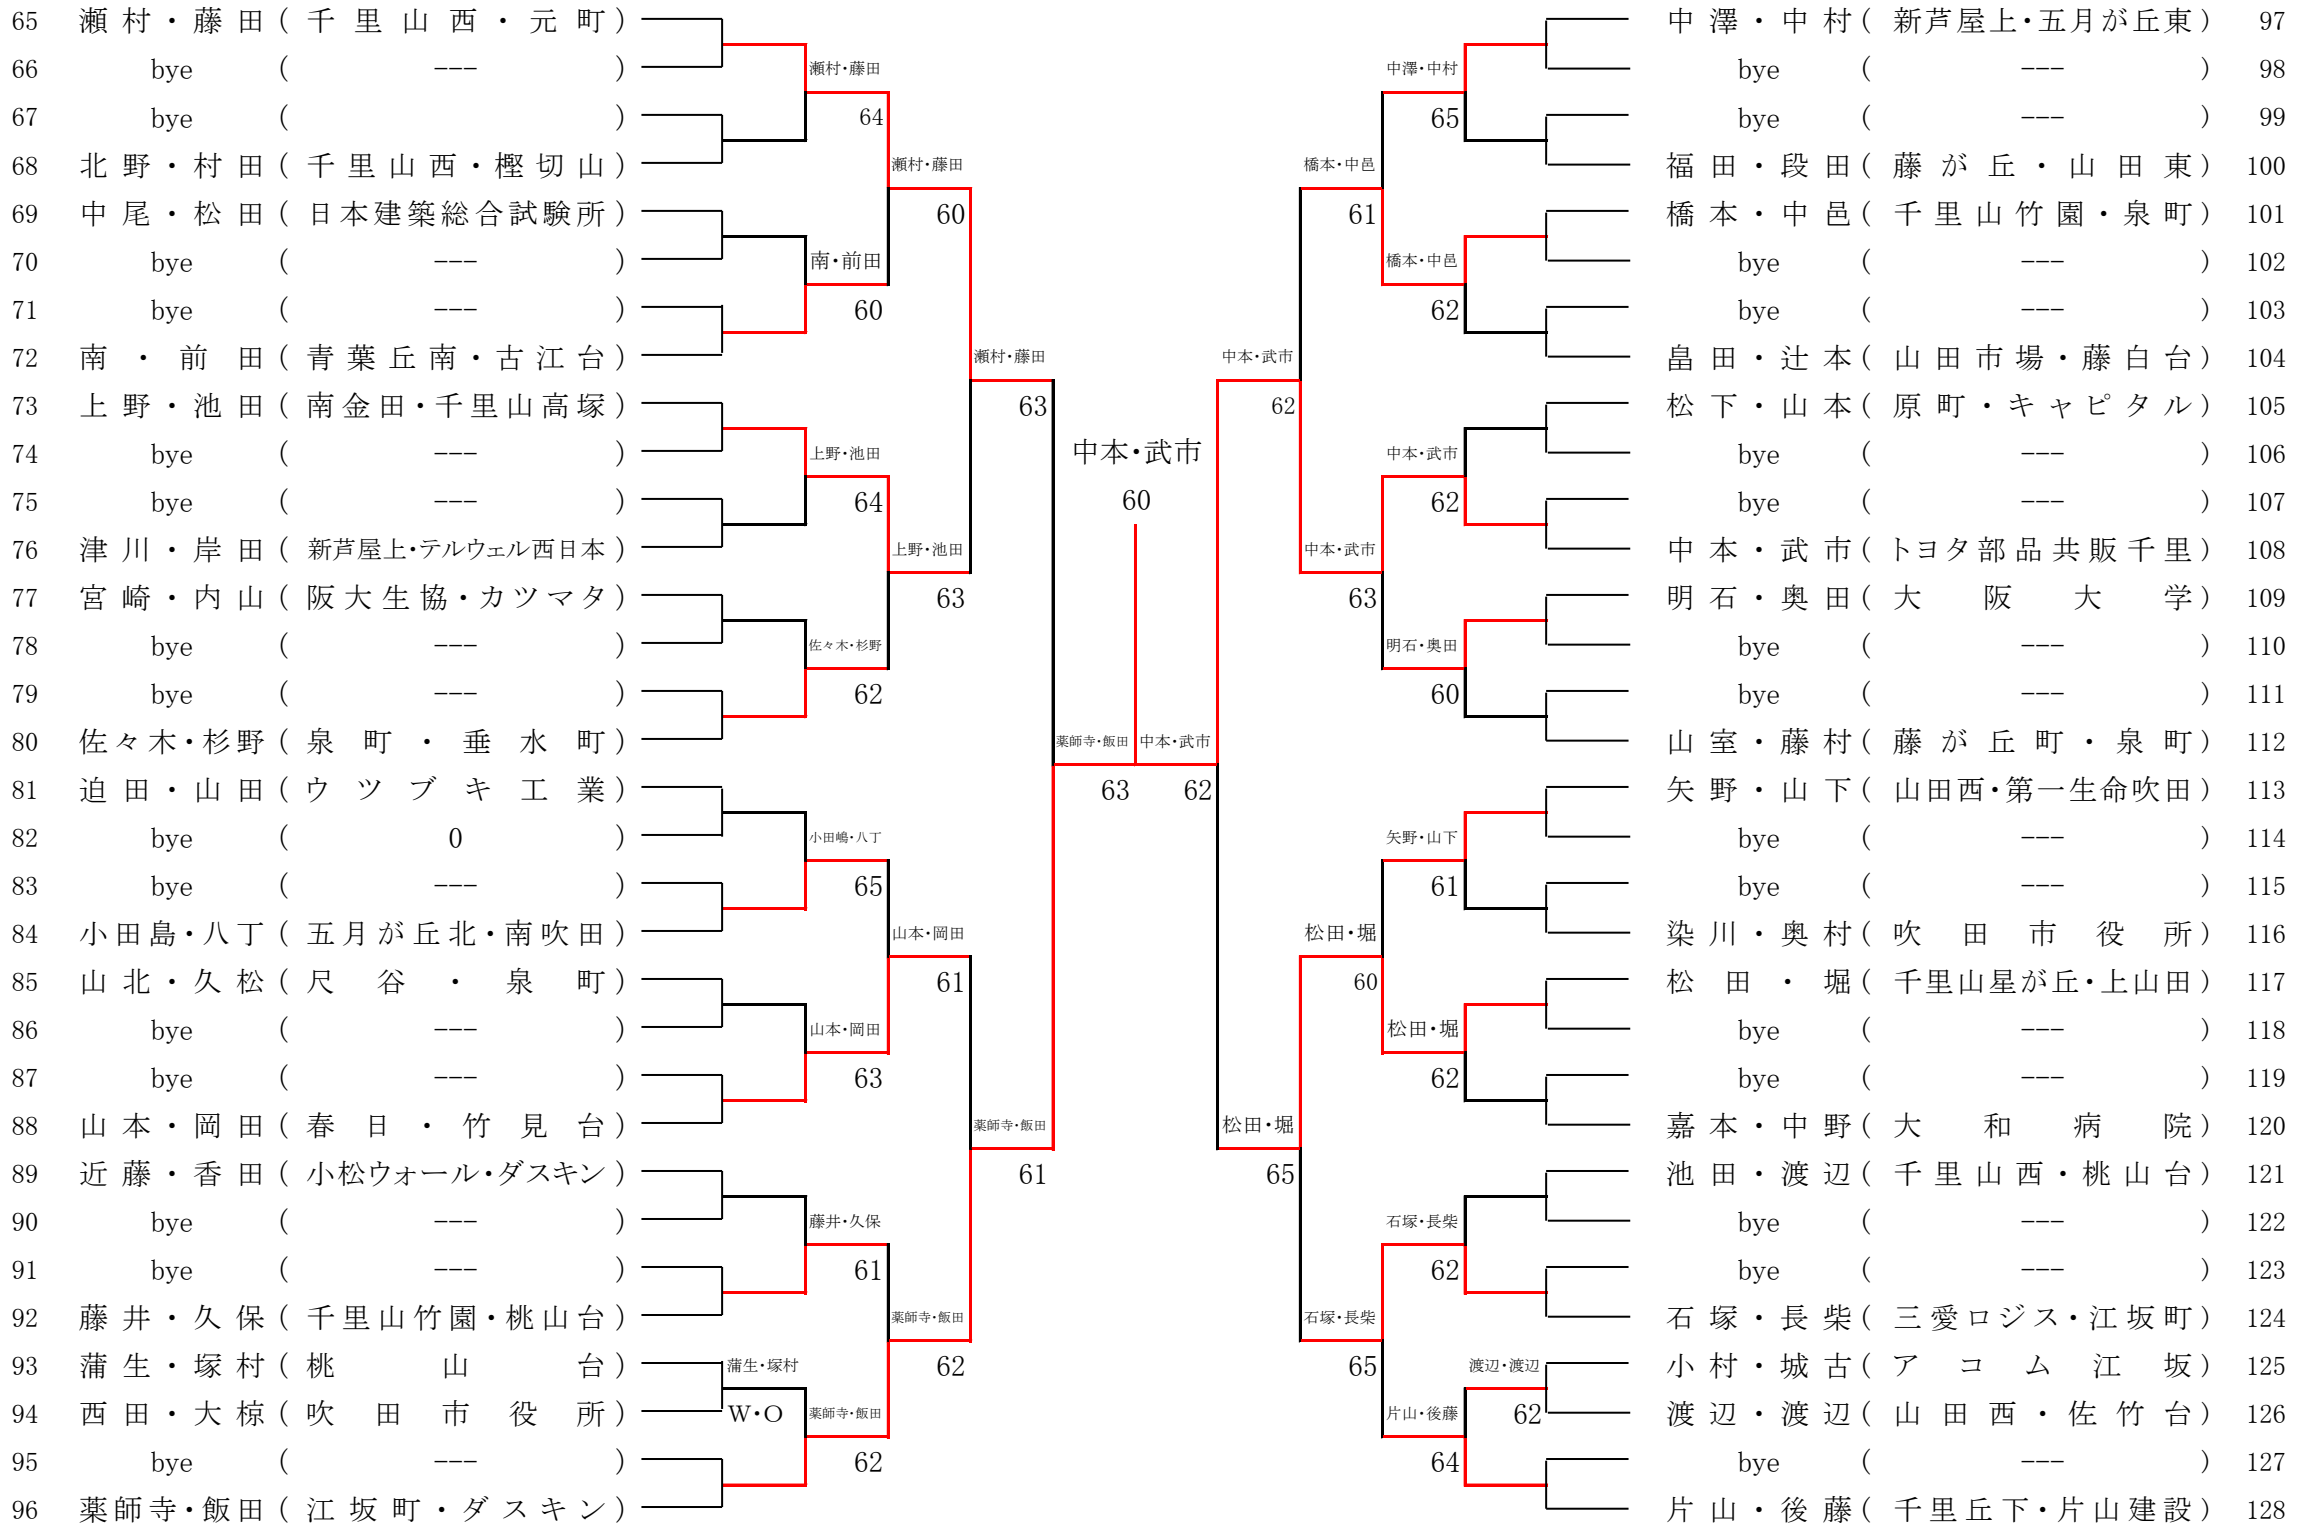 65 瀬村・藤田 ( 千里山西・元町 )
66 bye ( --- )
67 bye ( )
68 北野・村田 ( 千里山西・樫切山 )
69 中尾・松田 ( 日本建築総合試験所 )
70 bye ( --- )
71 bye ( --- )
72 南・前田 ( 青葉丘南・古江台 )
73 上野・池田 ( 南金田・千里山高塚 )
74 bye ( --- )
75 bye ( --- )
76 津川・岸田 ( 新芦屋上・テルウェル西日本 )
77 宮崎・内山 ( 阪大生協・カツマタ )
78 bye ( --- )
79 bye ( --- )
80 佐々木・杉野 ( 泉町・垂水町 )
81 迫田・山田 ( ウツブキ工業 )
82 bye ( 0 )
83 bye ( --- )
84 小田島・八丁 ( 五月が丘北・南吹田 )
85 山北・久松 ( 尺谷・泉町 )
86 bye ( --- )
87 bye ( --- )
88 山本・岡田 ( 春日・竹見台 )
89 近藤・香田 ( 小松ウォール・ダスキン )
90 bye ( --- )
91 bye ( --- )
92 藤井・久保 ( 千里山竹園・桃山台 )
93 蒲生・塚村 ( 桃山台 )
94 西田・大椋 ( 吹田市役所 )
95 bye ( --- )
96 薬師寺・飯田 ( 江坂町・ダスキン )
蒲生・塚村
W・O
瀬村・藤田
64
南・前田
60
上野・池田
64
佐々木・杉野
62
小田嶋・八丁
65
山本・岡田
63
藤井・久保
61
薬師寺・飯田
62
瀬村・藤田
60
上野・池田
63
山本・岡田
61
薬師寺・飯田
62
瀬村・藤田
63
薬師寺・飯田
61
薬師寺・飯田
63
中本・武市
60
中本・武市
62
中本・武市
62
松田・堀
65
橋本・中邑
61
中本・武市
63
松田・堀
60
石塚・長柴
65
中澤・中村
65
橋本・中邑
62
中本・武市
62
明石・奥田
60
矢野・山下
61
松田・堀
62
石塚・長柴
62
片山・後藤
64
渡辺・渡辺
62
中澤・中村 ( 新芦屋上・五月が丘東 ) 97
bye ( --- ) 98
bye ( --- ) 99
福田・段田 ( 藤が丘・山田東 ) 100
橋本・中邑 ( 千里山竹園・泉町 ) 101
bye ( --- ) 102
bye ( --- ) 103
畠田・辻本 ( 山田市場・藤白台 ) 104
松下・山本 ( 原町・キャピタル ) 105
bye ( --- ) 106
bye ( --- ) 107
中本・武市 ( トヨタ部品共販千里 ) 108
明石・奥田 ( 大阪大学 ) 109
bye ( --- ) 110
bye ( --- ) 111
山室・藤村 ( 藤が丘町・泉町 ) 112
矢野・山下 ( 山田西・第一生命吹田 ) 113
bye ( --- ) 114
bye ( --- ) 115
染川・奥村 ( 吹田市役所 ) 116
松田・堀 ( 千里山星が丘・上山田 ) 117
bye ( --- ) 118
bye ( --- ) 119
嘉本・中野 ( 大和病院 ) 120
池田・渡辺 ( 千里山西・桃山台 ) 121
bye ( --- ) 122
bye ( --- ) 123
石塚・長柴 ( 三愛ロジス・江坂町 ) 124
小村・城古 ( アコム江坂 ) 125
渡辺・渡辺 ( 山田西・佐竹台 ) 126
bye ( --- ) 127
片山・後藤 ( 千里丘下・片山建設 ) 128